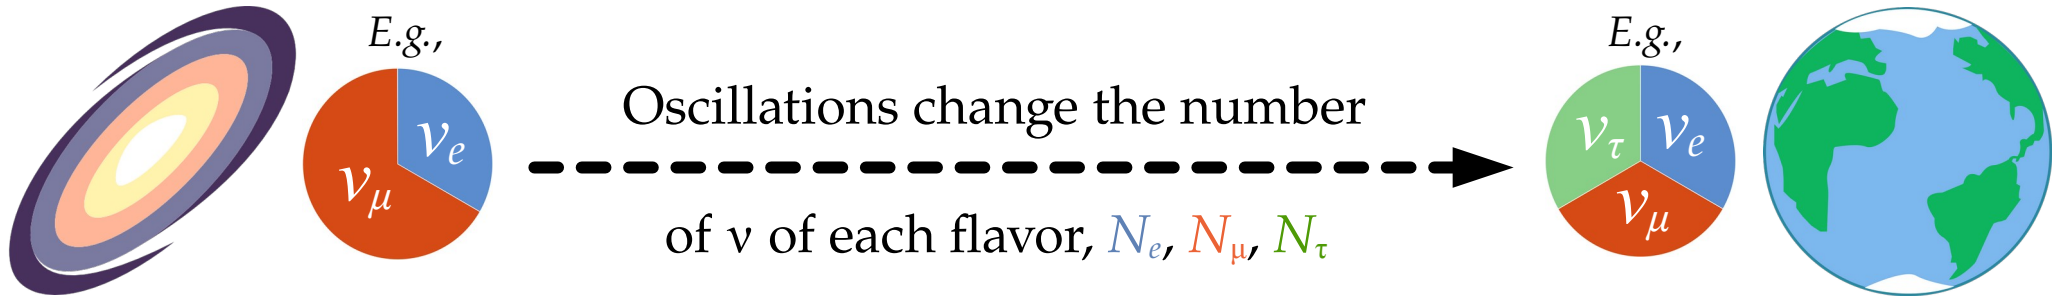 E.g.,
ν_e
ν_μ
Oscillations change the number
of ν of each flavor, N_e, N_μ, N_τ
E.g.,
ν_τ
ν_e
ν_μ